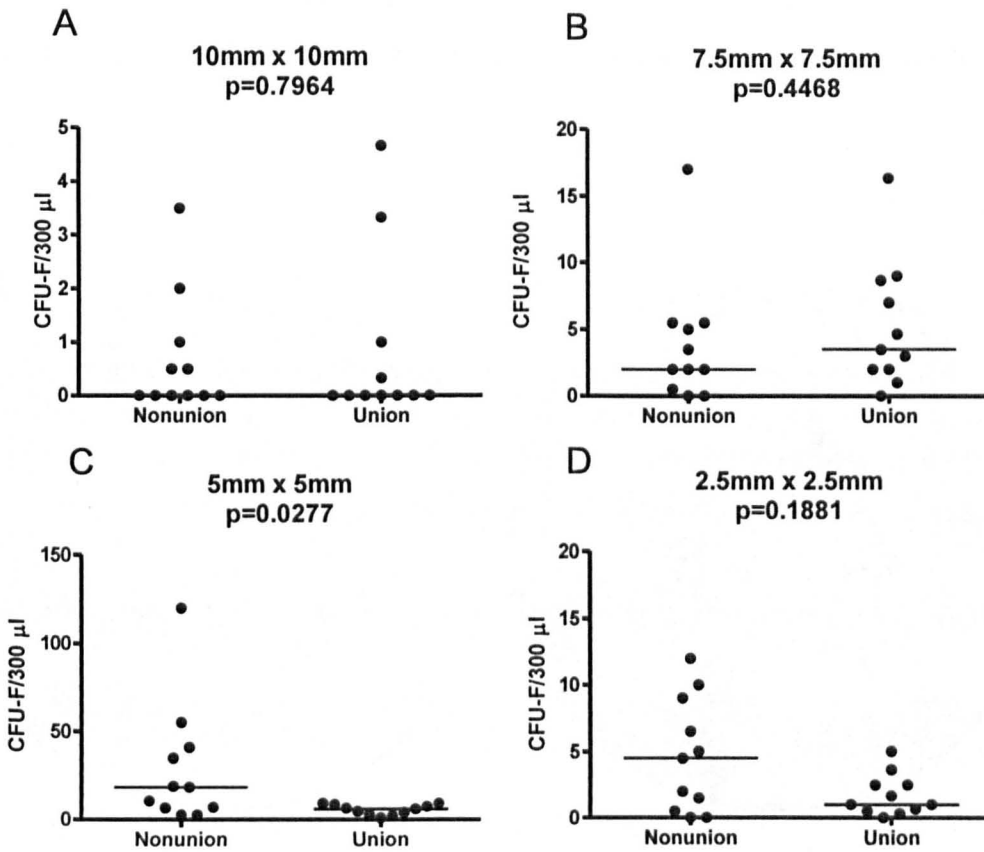 A
10mm x 10mm
p=0.7964
5
4
3
2
1
0
CFU-F/300 μl
Nonunion
Union
B
7.5mm x 7.5mm
p=0.4468
20
15
10
5
0
CFU-F/300 μl
Nonunion
Union
C
5mm x 5mm
p=0.0277
150
100
50
0
CFU-F/300 μl
Nonunion
Union
D
2.5mm x 2.5mm
p=0.1881
20
15
10
5
0
CFU-F/300 μl
Nonunion
Union